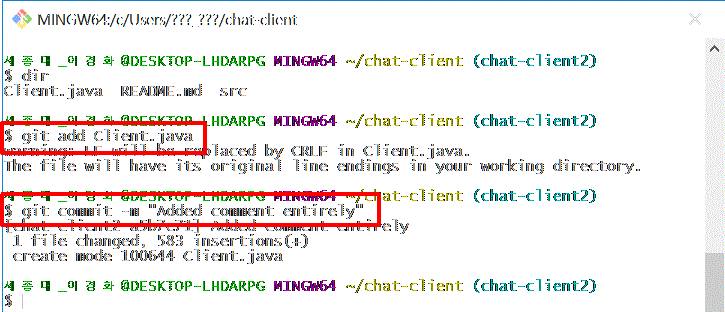 MINGW64:/c/Users/???_???/chat-client
세종대_이경화@DESKTOP-LHDARPG MINGW64 ~/chat-client (chat-client2)
$ dir
Client.java README.md src
세종대_이경화@DESKTOP-LHDARPG MINGW64 ~/chat-client (chat-client2)
$ git add Client.java
warning: LF will be replaced by CRLF in Client.java.
The file will have its original line endings in your working directory.
세종대_이경화@DESKTOP-LHDARPG MINGW64 ~/chat-client (chat-client2)
$ git commit -m "Added comment entirely"
[chat-client2 Added comment entirely
1 file changed, 583 insertions(+)
create mode 100644 Client.java
세종대_이경화@DESKTOP-LHDARPG MINGW64 ~/chat-client (chat-client2)
$